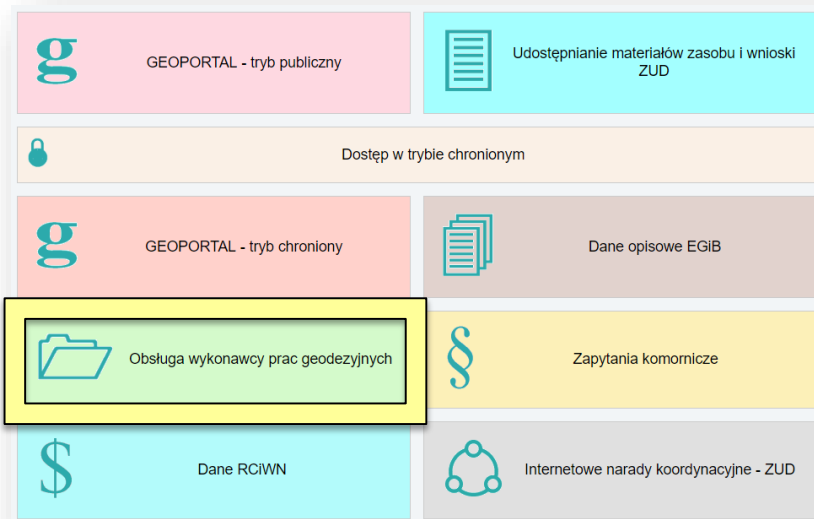 g
GEOPORTAL - tryb publiczny
Udostępnianie materiałów zasobu i wnioski
ZUD
Dostęp w trybie chronionym
g
GEOPORTAL - tryb chroniony
Dane opisowe EGiB
Obsługa wykonawcy prac geodezyjnych
§
Zapytania komornicze
$
Dane RCiWN
Internetowe narady koordynacyjne - ZUD